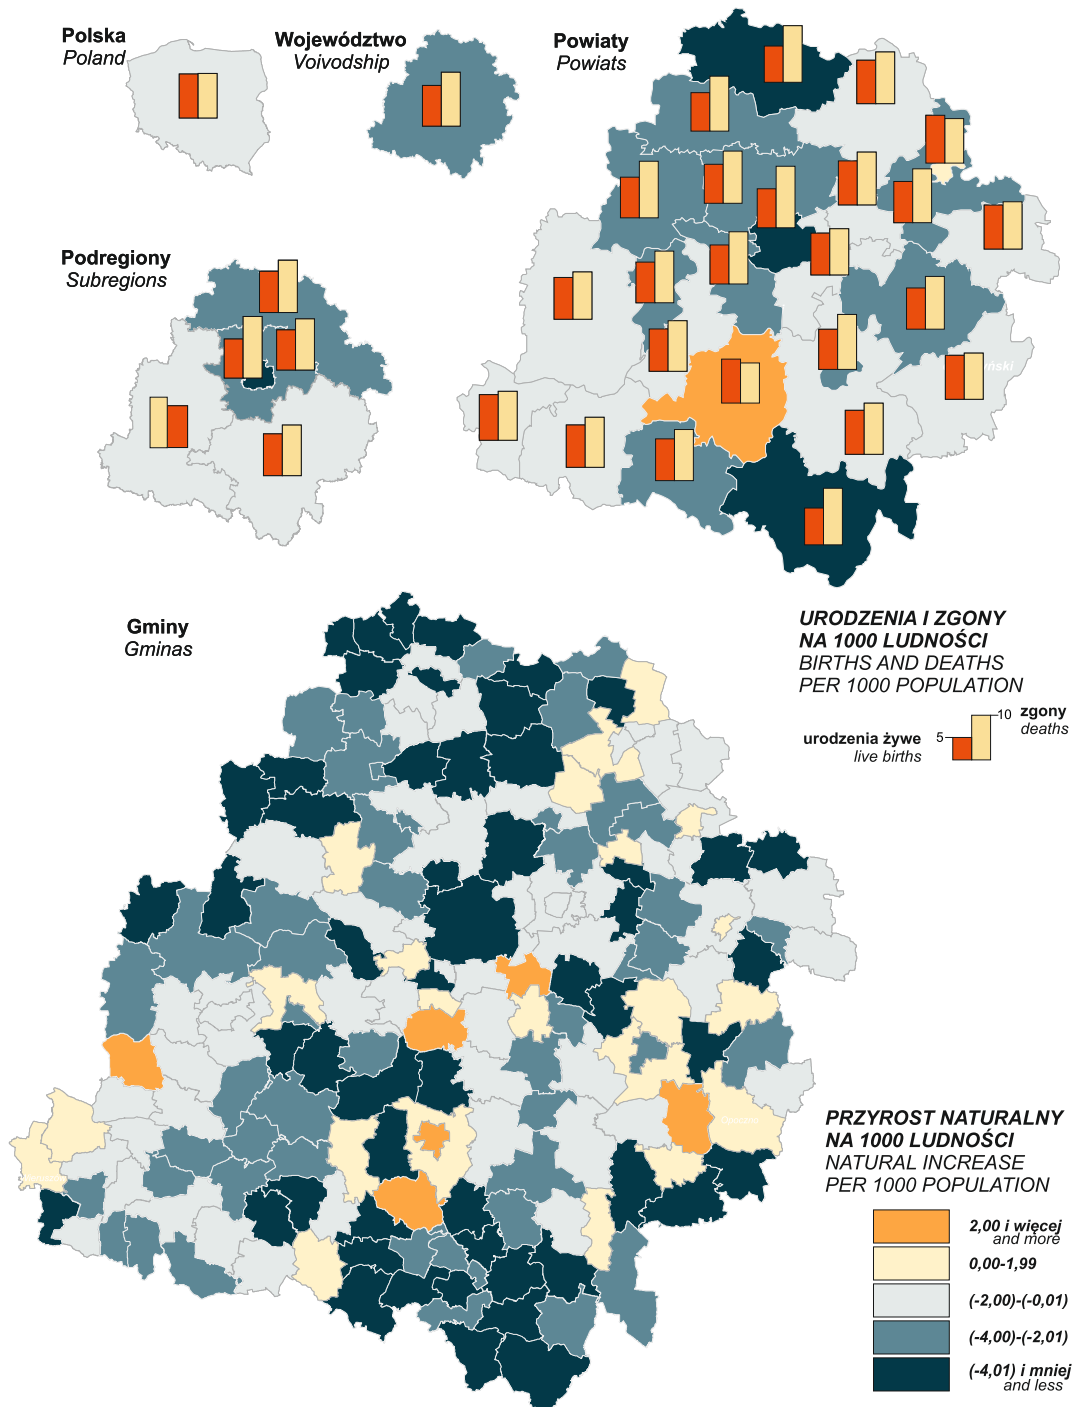 Polska
Poland
Województwo
Voivodship
Powiaty
Powiats
Podregiony
Subregions
Gminy
Gminas
URODZENIA I ZGONY
NA 1000 LUDNOŚCI
BIRTHS AND DEATHS
PER 1000 POPULATION
urodzenia żywe
live births
5
10
zgony
deaths
PRZYROST NATURALNY
NA 1000 LUDNOŚCI
NATURAL INCREASE
PER 1000 POPULATION
2,00 i więcej
and more
0,00-1,99
(-2,00)-(-0,01)
(-4,00)-(-2,01)
(-4,01) i mniej
and less